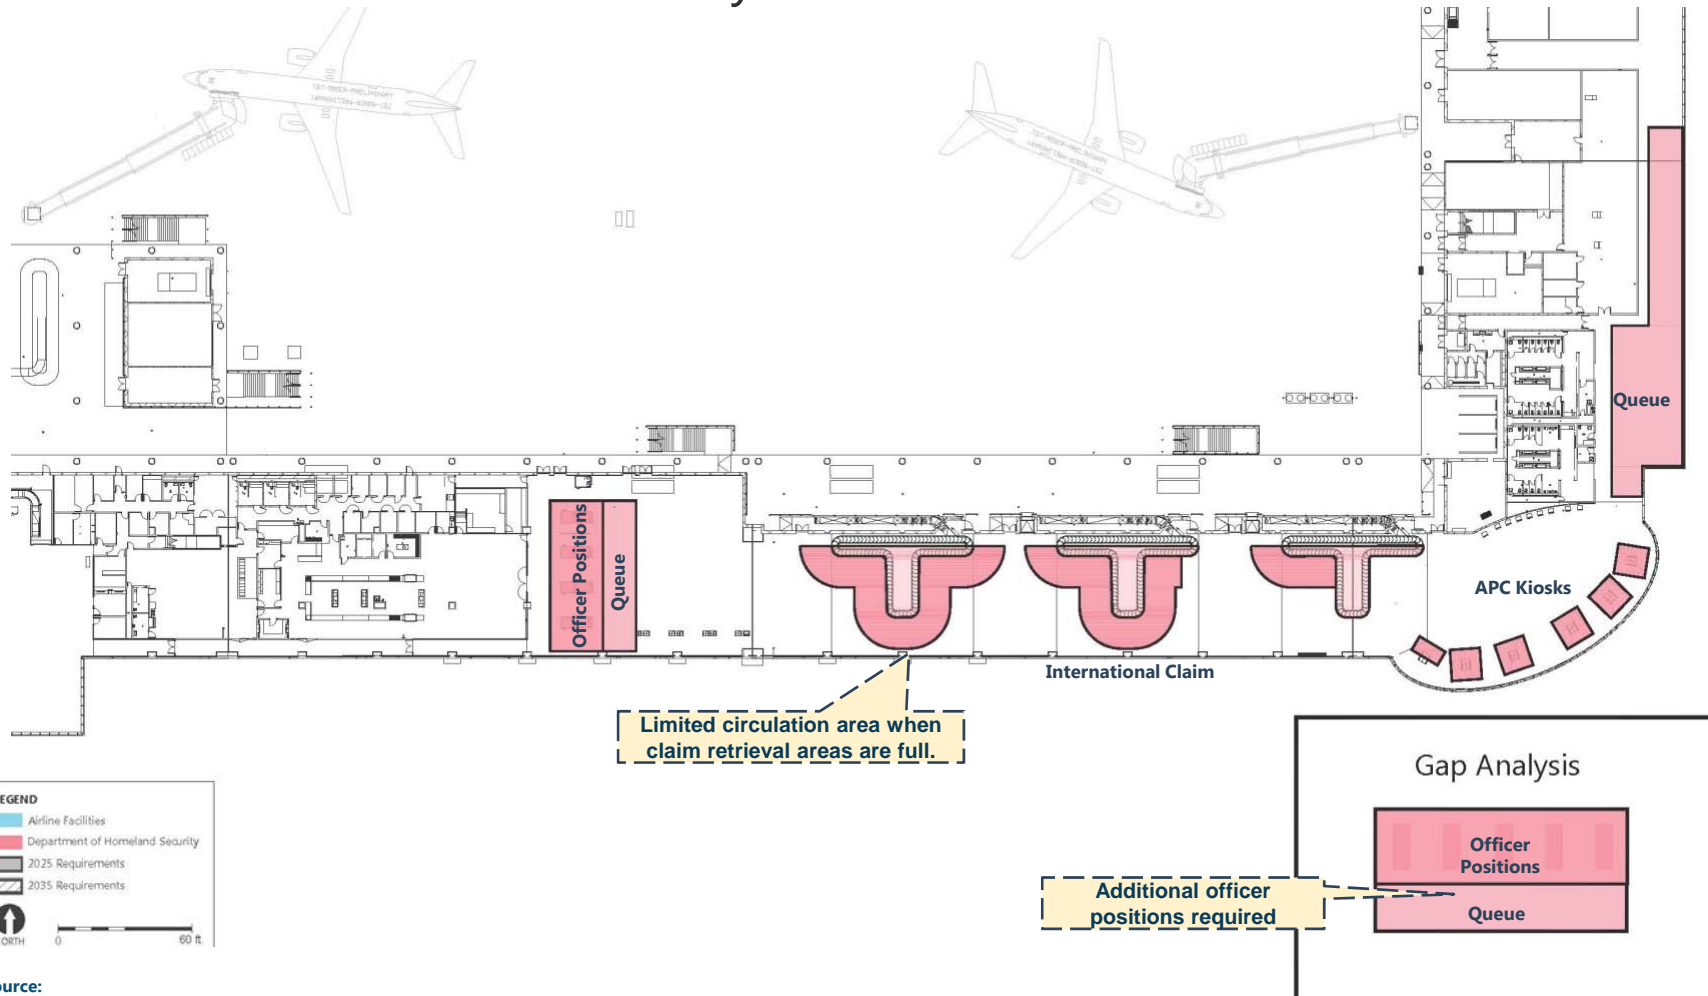 Queue
Officer Positions
Queue
APC Kiosks
International Claim
Limited circulation area when
claim retrieval areas are full.
Gap Analysis
Officer
Positions
Queue
Additional officer
positions required
EGEND
Airline Facilities
Department of Homeland Security
2025 Requirements
2035 Requirements
ORTH
0
60 ft.
ource: